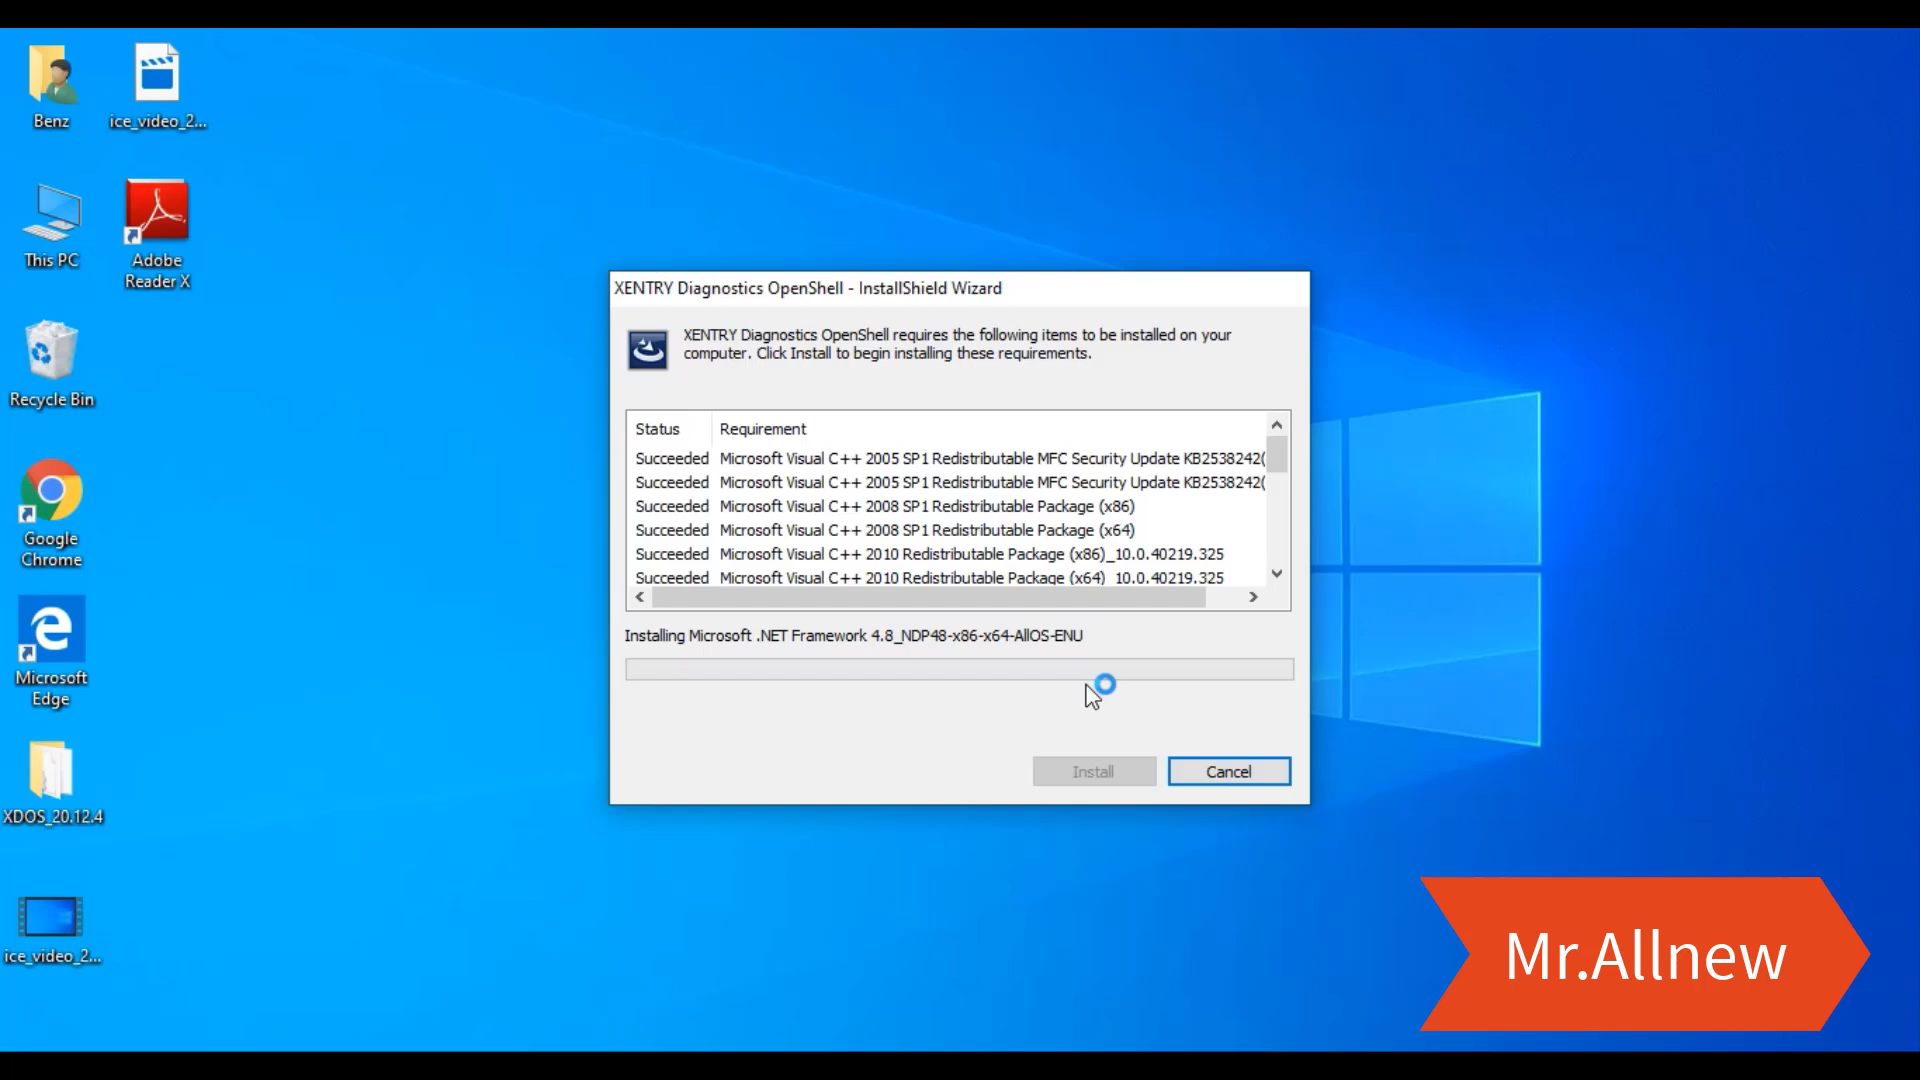 Benz
ice_video_2...
This PC
Adobe
Reader X
Recycle Bin
Google
Chrome
Microsoft
Edge
XDOS_20.12.4
ice_video_2...
XENTRY Diagnostics OpenShell - InstallShield Wizard
XENTRY Diagnostics OpenShell requires the following items to be installed on your
computer. Click Install to begin installing these requirements.
Status Requirement
Succeeded Microsoft Visual C++ 2005 SP1 Redistributable MFC Security Update KB2538242(
Succeeded Microsoft Visual C++ 2005 SP1 Redistributable MFC Security Update KB2538242(
Succeeded Microsoft Visual C++ 2008 SP1 Redistributable Package (x86)
Succeeded Microsoft Visual C++ 2008 SP1 Redistributable Package (x64)
Succeeded Microsoft Visual C++ 2010 Redistributable Package (x86)_10.0.40219.325
Succeeded Microsoft Visual C++ 2010 Redistributable Package (x64)_10.0.40219.325
Installing Microsoft .NET Framework 4.8_NDP48-x86-x64-AllOS-ENU
Install Cancel
Mr.Allnew